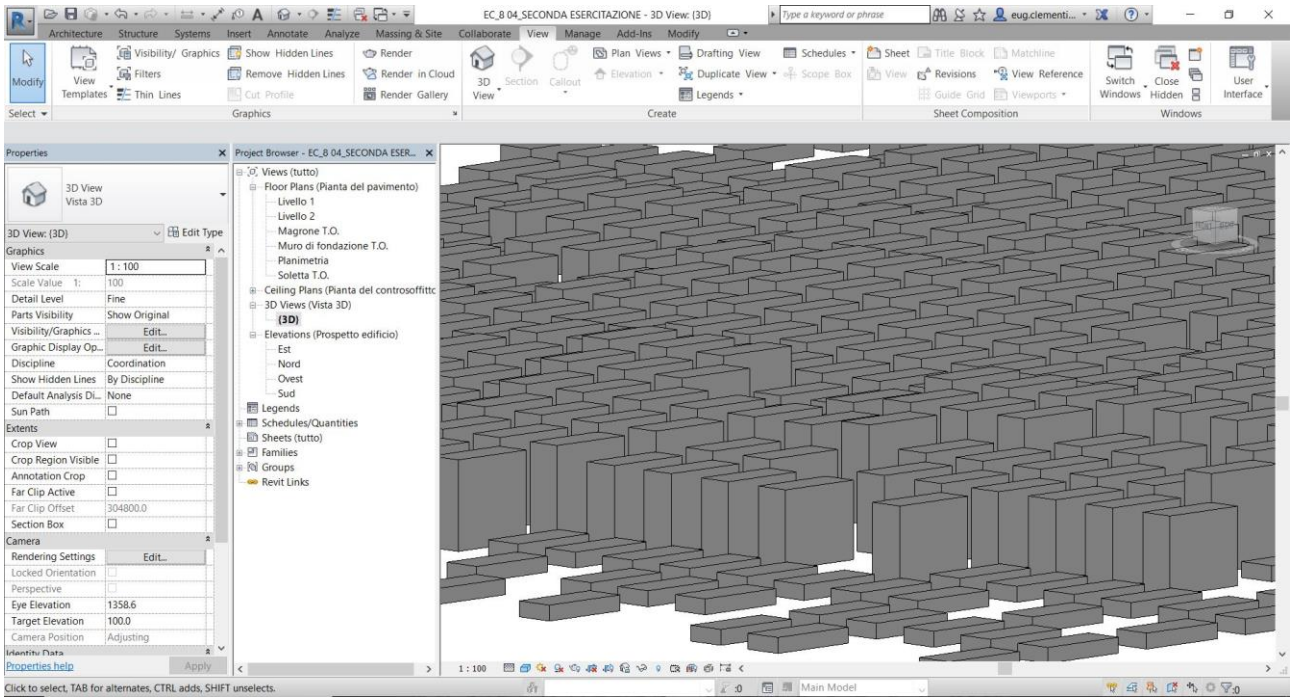 EC_8 04_SECONDA ESERCITAZIONE - 3D View: {3D}
Type a keyword or phrase
eug.clementi...
Architecture Structure Systems Insert Annotate Analyze Massing & Site Collaborate View Manage Add-Ins Modify
Modify
View Templates
Visibility/ Graphics
Filters
Thin Lines
Show Hidden Lines
Remove Hidden Lines
Cut Profile
Render
Render in Cloud
Render Gallery
3D View
Section
Callout
Plan Views
Elevation
Drafting View
Duplicate View
Legends
Schedules
Scope Box
Sheet
View
Title Block
Revisions
Guide Grid
Matchline
View Reference
Viewports
Switch Windows
Close Hidden
User Interface
Select
Graphics
Create
Sheet Composition
Windows
Properties
3D View
Vista 3D
3D View: {3D}
Edit Type
Graphics
View Scale 1 : 100
Scale Value 1: 100
Detail Level Fine
Parts Visibility Show Original
Visibility/Graphics ... Edit...
Graphic Display Op... Edit...
Discipline Coordination
Show Hidden Lines By Discipline
Default Analysis Di... None
Sun Path
Extents
Crop View
Crop Region Visible
Annotation Crop
Far Clip Active
Far Clip Offset 304800.0
Section Box
Camera
Rendering Settings Edit...
Locked Orientation
Perspective
Eye Elevation 1358.6
Target Elevation 100.0
Camera Position Adjusting
Identity Data
Properties help
Apply
Project Browser - EC_8 04_SECONDA ESER...
Views (tutto)
Floor Plans (Pianta del pavimento)
Livello 1
Livello 2
Magrone T.O.
Muro di fondazione T.O.
Planimetria
Soletta T.O.
Ceiling Plans (Pianta del controsoffitto
3D Views (Vista 3D)
{3D}
Elevations (Prospetto edificio)
Est
Nord
Ovest
Sud
Legends
Schedules/Quantities
Sheets (tutto)
Families
Groups
Revit Links
1 : 100
Click to select, TAB for alternates, CTRL adds, SHIFT unselects.
:0
Main Model
:0